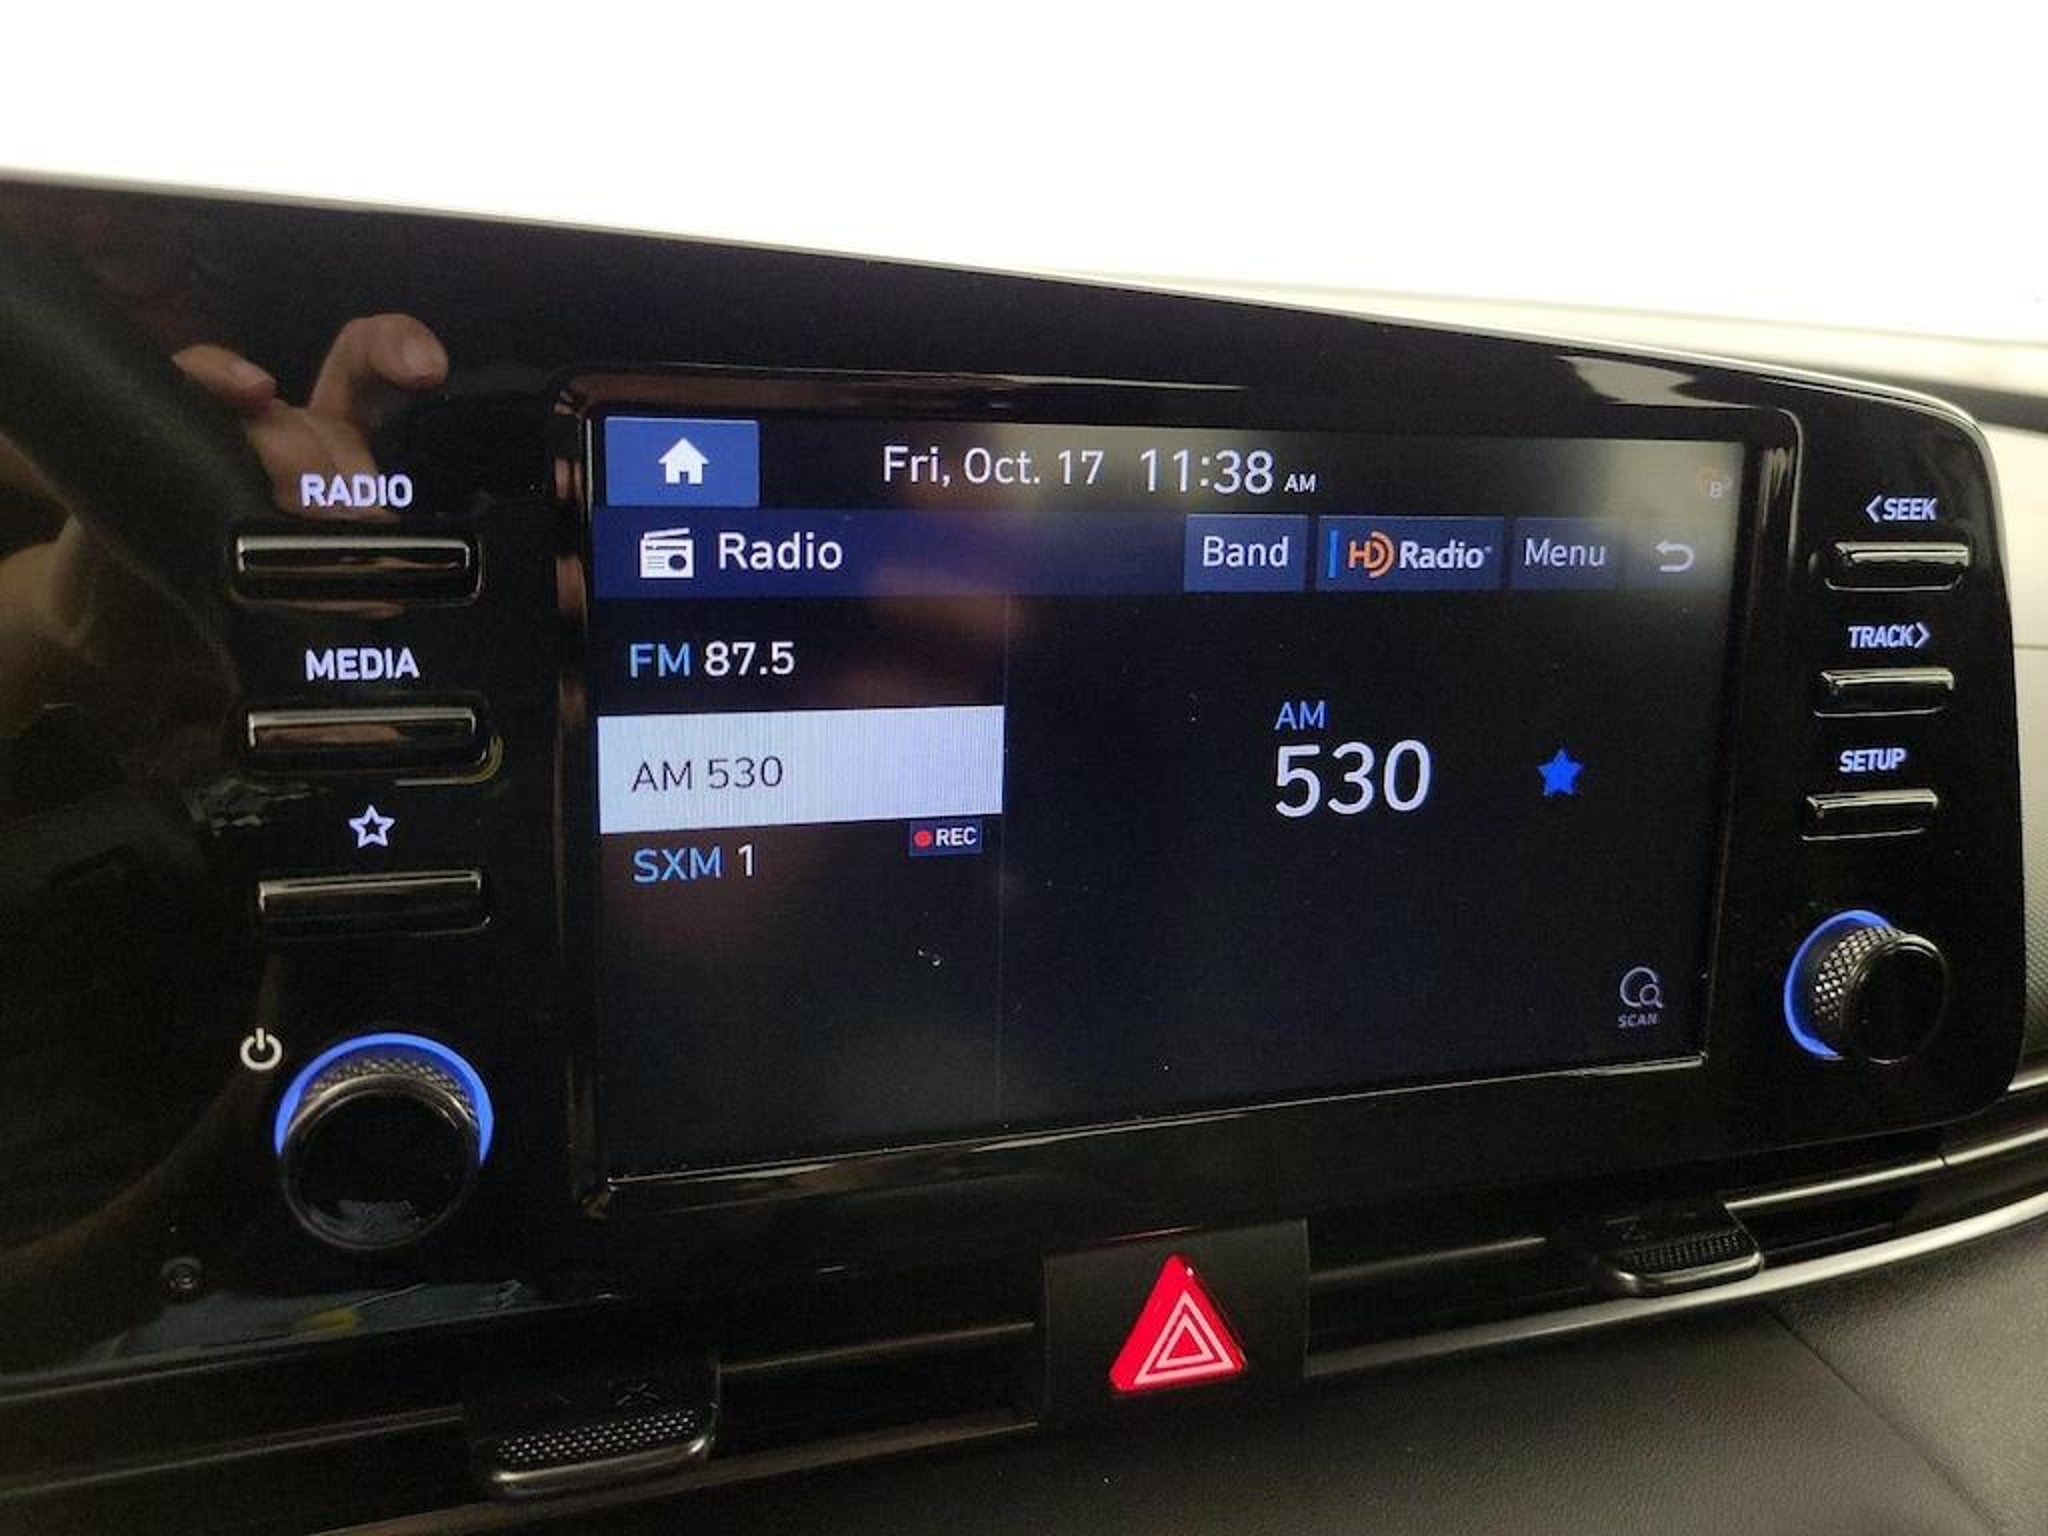 RADIO
MEDIA
Fri, Oct. 17 11:38 AM
Radio
Band
HD Radio
Menu
FM 87.5
AM 530
REC
SXM 1
AM
530
SCAN
<SEEK
TRACK>
SETUP